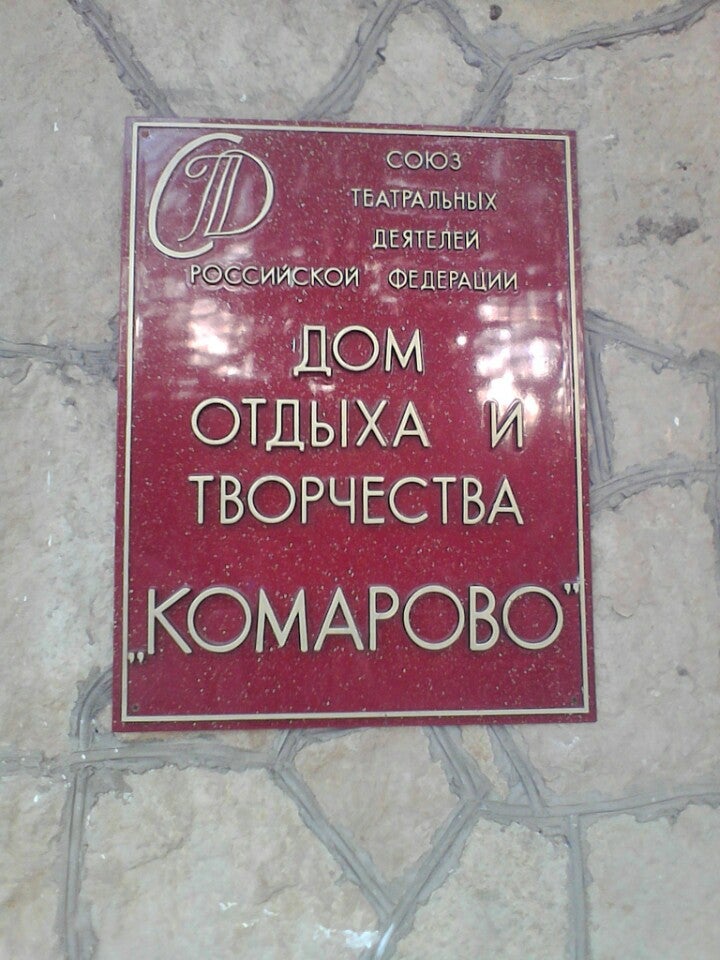 СТД
СОЮЗ
ТЕАТРАЛЬНЫХ
ДЕЯТЕЛЕЙ
РОССИЙСКОЙ ФЕДЕРАЦИИ
ДОМ
ОТДЫХА И
ТВОРЧЕСТВА
„КОМАРОВО"